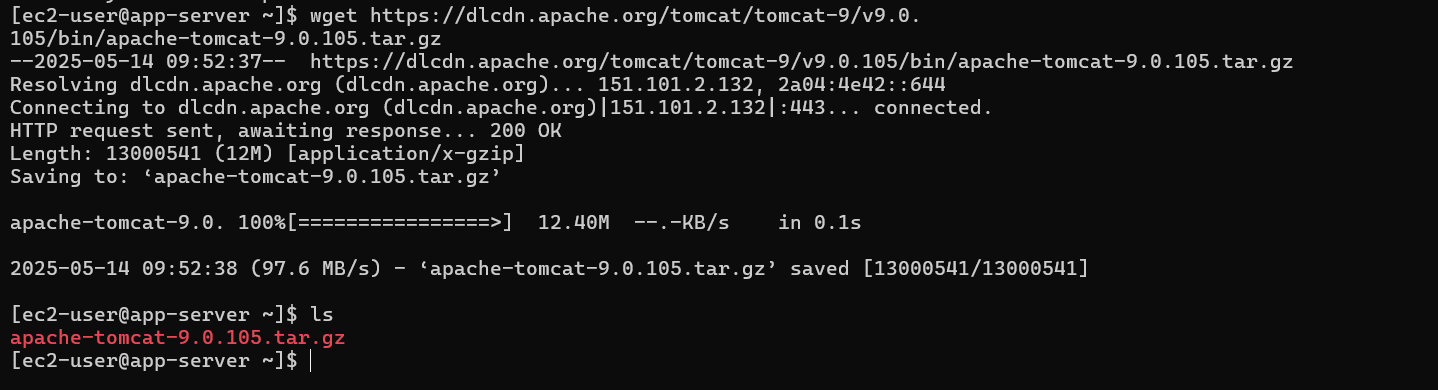 [ec2-user@app-server ~]$ wget https://dlcdn.apache.org/tomcat/tomcat-9/v9.0.
105/bin/apache-tomcat-9.0.105.tar.gz
--2025-05-14 09:52:37--  https://dlcdn.apache.org/tomcat/tomcat-9/v9.0.105/bin/apache-tomcat-9.0.105.tar.gz
Resolving dlcdn.apache.org (dlcdn.apache.org)... 151.101.2.132, 2a04:4e42::644
Connecting to dlcdn.apache.org (dlcdn.apache.org)|151.101.2.132|:443... connected.
HTTP request sent, awaiting response... 200 OK
Length: 13000541 (12M) [application/x-gzip]
Saving to: ‘apache-tomcat-9.0.105.tar.gz’
apache-tomcat-9.0. 100%[================>]  12.40M  --.-KB/s    in 0.1s
2025-05-14 09:52:38 (97.6 MB/s) - ‘apache-tomcat-9.0.105.tar.gz’ saved [13000541/13000541]
[ec2-user@app-server ~]$ ls
apache-tomcat-9.0.105.tar.gz
[ec2-user@app-server ~]$